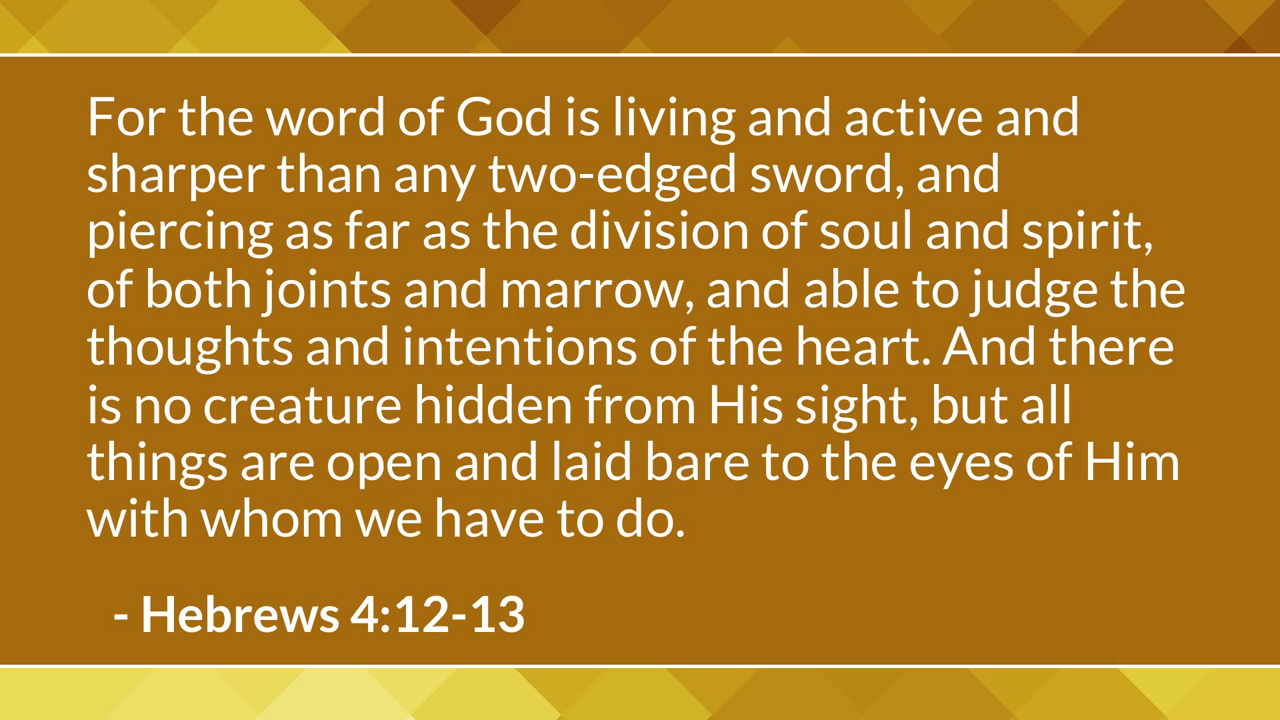 For the word of God is living and active and
sharper than any two-edged sword, and
piercing as far as the division of soul and spirit,
of both joints and marrow, and able to judge the
thoughts and intentions of the heart. And there
is no creature hidden from His sight, but all
things are open and laid bare to the eyes of Him
with whom we have to do.
- Hebrews 4:12-13